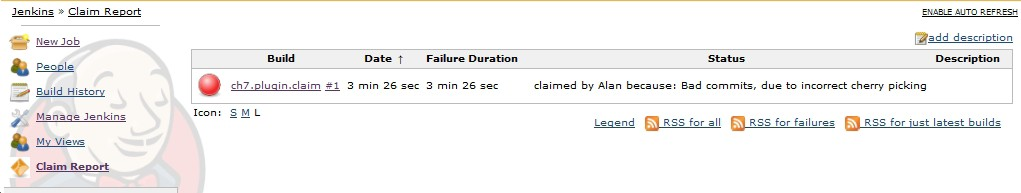 Jenkins » Claim Report
ENABLE AUTO REFRESH
New Job
People
Build History
Manage Jenkins
My Views
Claim Report
add description
Build Date ↑ Failure Duration Status Description
ch7.plugin.claim #1 3 min 26 sec 3 min 26 sec claimed by Alan because: Bad commits, due to incorrect cherry picking
Icon: S M L
Legend RSS for all RSS for failures RSS for just latest builds